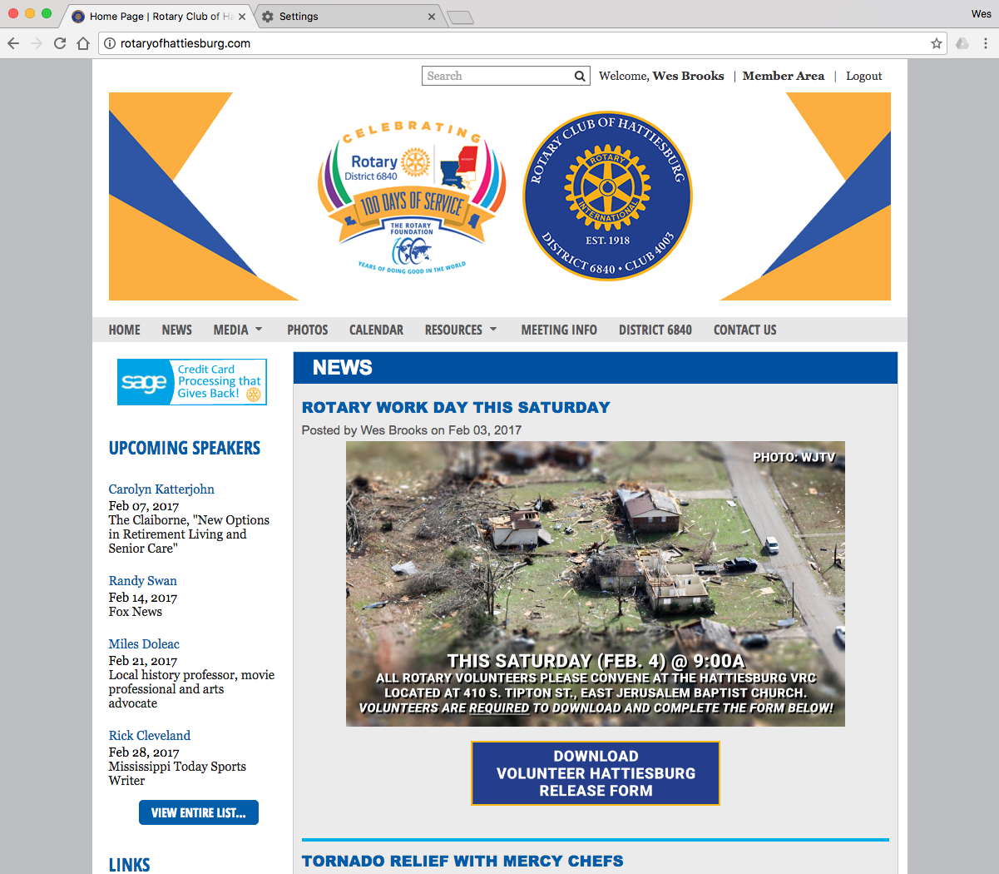 Home Page | Rotary Club of Ha
Settings
Wes
rotaryofhattiesburg.com
Search
Welcome, Wes Brooks | Member Area | Logout
CELEBRATING
Rotary
District 6840
MISSISSIPPI
LOUISIANA
100 DAYS OF SERVICE
THE ROTARY
FOUNDATION
100
YEARS OF DOING GOOD IN THE WORLD
ROTARY CLUB OF HATTIESBURG
ROTARY
INTERNATIONAL
EST. 1918
DISTRICT 6840 • CLUB 4003
HOME NEWS MEDIA PHOTOS CALENDAR RESOURCES MEETING INFO DISTRICT 6840 CONTACT US
sage
Credit Card
Processing that
Gives Back!
UPCOMING SPEAKERS
Carolyn Katterjohn
Feb 07, 2017
The Claiborne, "New Options
in Retirement Living and
Senior Care"
Randy Swan
Feb 14, 2017
Fox News
Miles Doleac
Feb 21, 2017
Local history professor, movie
professional and arts
advocate
Rick Cleveland
Feb 28, 2017
Mississippi Today Sports
Writer
VIEW ENTIRE LIST...
LINKS
NEWS
ROTARY WORK DAY THIS SATURDAY
Posted by Wes Brooks on Feb 03, 2017
PHOTO: WJTV
THIS SATURDAY (FEB. 4) @ 9:00A
ALL ROTARY VOLUNTEERS PLEASE CONVENE AT THE HATTIESBURG VRC
LOCATED AT 410 S. TIPTON ST., EAST JERUSALEM BAPTIST CHURCH.
VOLUNTEERS ARE REQUIRED TO DOWNLOAD AND COMPLETE THE FORM BELOW!
DOWNLOAD
VOLUNTEER HATTIESBURG
RELEASE FORM
TORNADO RELIEF WITH MERCY CHEFS